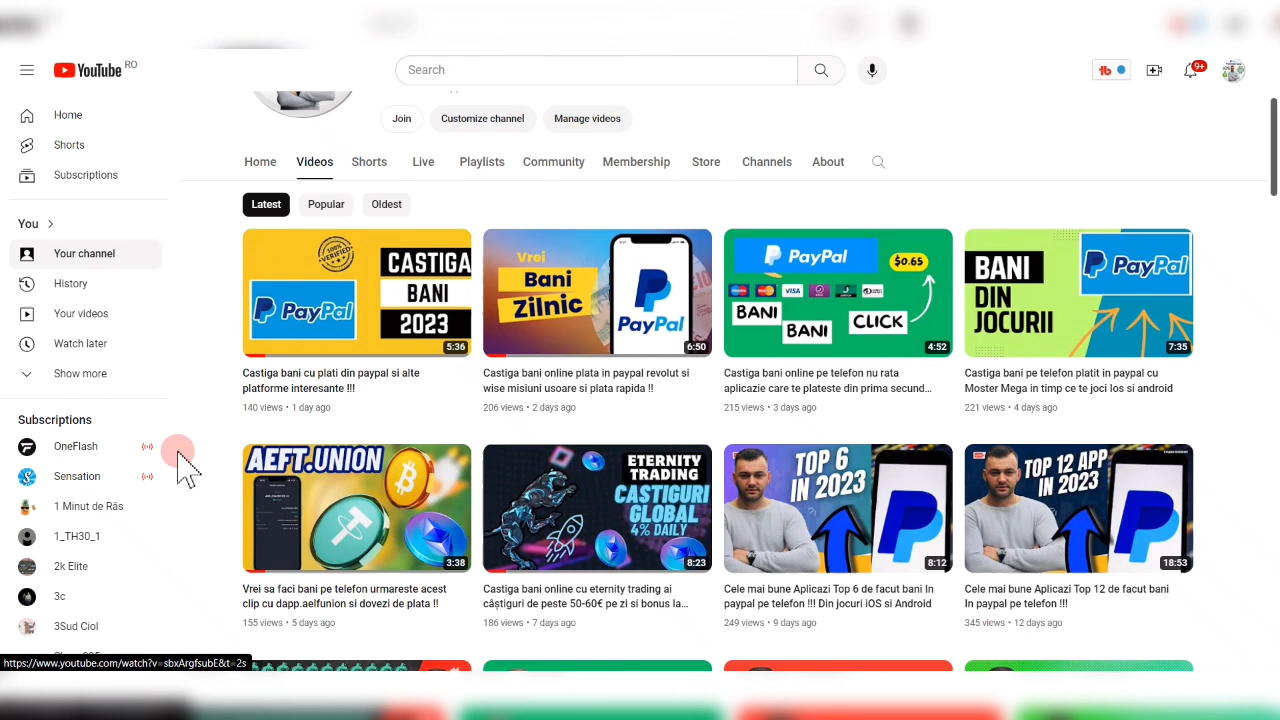 YouTube RO
Search
9+
Home
Shorts
Subscriptions
You
Your channel
History
Your videos
Watch later
Show more
Subscriptions
OneFlash
Sensation
1 Minut de Râs
1_TH30_1
2k Elite
3c
3Sud Ciol
https://www.youtube.com/watch?v=sbxArgfsubE&t=2s
Join
Customize channel
Manage videos
Home
Videos
Shorts
Live
Playlists
Community
Membership
Store
Channels
About
Latest
Popular
Oldest
100%
VERIFIED
PayPal
CASTIGA
BANI
2023
5:36
Castiga bani cu plati din paypal si alte
platforme interesante !!!
140 views • 1 day ago
Vrei
Bani
Zilnic
PayPal
6:50
Castiga bani online plata in paypal revolut si
wise misiuni usoare si plata rapida !!
206 views • 2 days ago
PayPal
$0.65
VISA
BANI
BANI
CLICK
4:52
Castiga bani online pe telefon nu rata
aplicazie care te plateste din prima secund...
215 views • 3 days ago
BANI
DIN
JOCURII
PayPal
7:35
Castiga bani pe telefon platit in paypal cu
Moster Mega in timp ce te joci Ios si android
221 views • 4 days ago
AEFT.UNION
3:38
Vrei sa faci bani pe telefon urmareste acest
clip cu dapp.aelfunion si dovezi de plata !!
155 views • 5 days ago
ETERNITY
TRADING
CASTIGURI
GLOBAL
4% DAILY
8:23
Castiga bani online cu eternity trading ai
câștiguri de peste 50-60€ pe zi si bonus la...
186 views • 7 days ago
TOP 6
IN 2023
8:12
Cele mai bune Aplicazi Top 6 de facut bani In
paypal pe telefon !!! Din jocuri iOS si Android
249 views • 9 days ago
TOP 12 APP
IN 2023
18:53
Cele mai bune Aplicazi Top 12 de facut bani
In paypal pe telefon !!!
345 views • 12 days ago